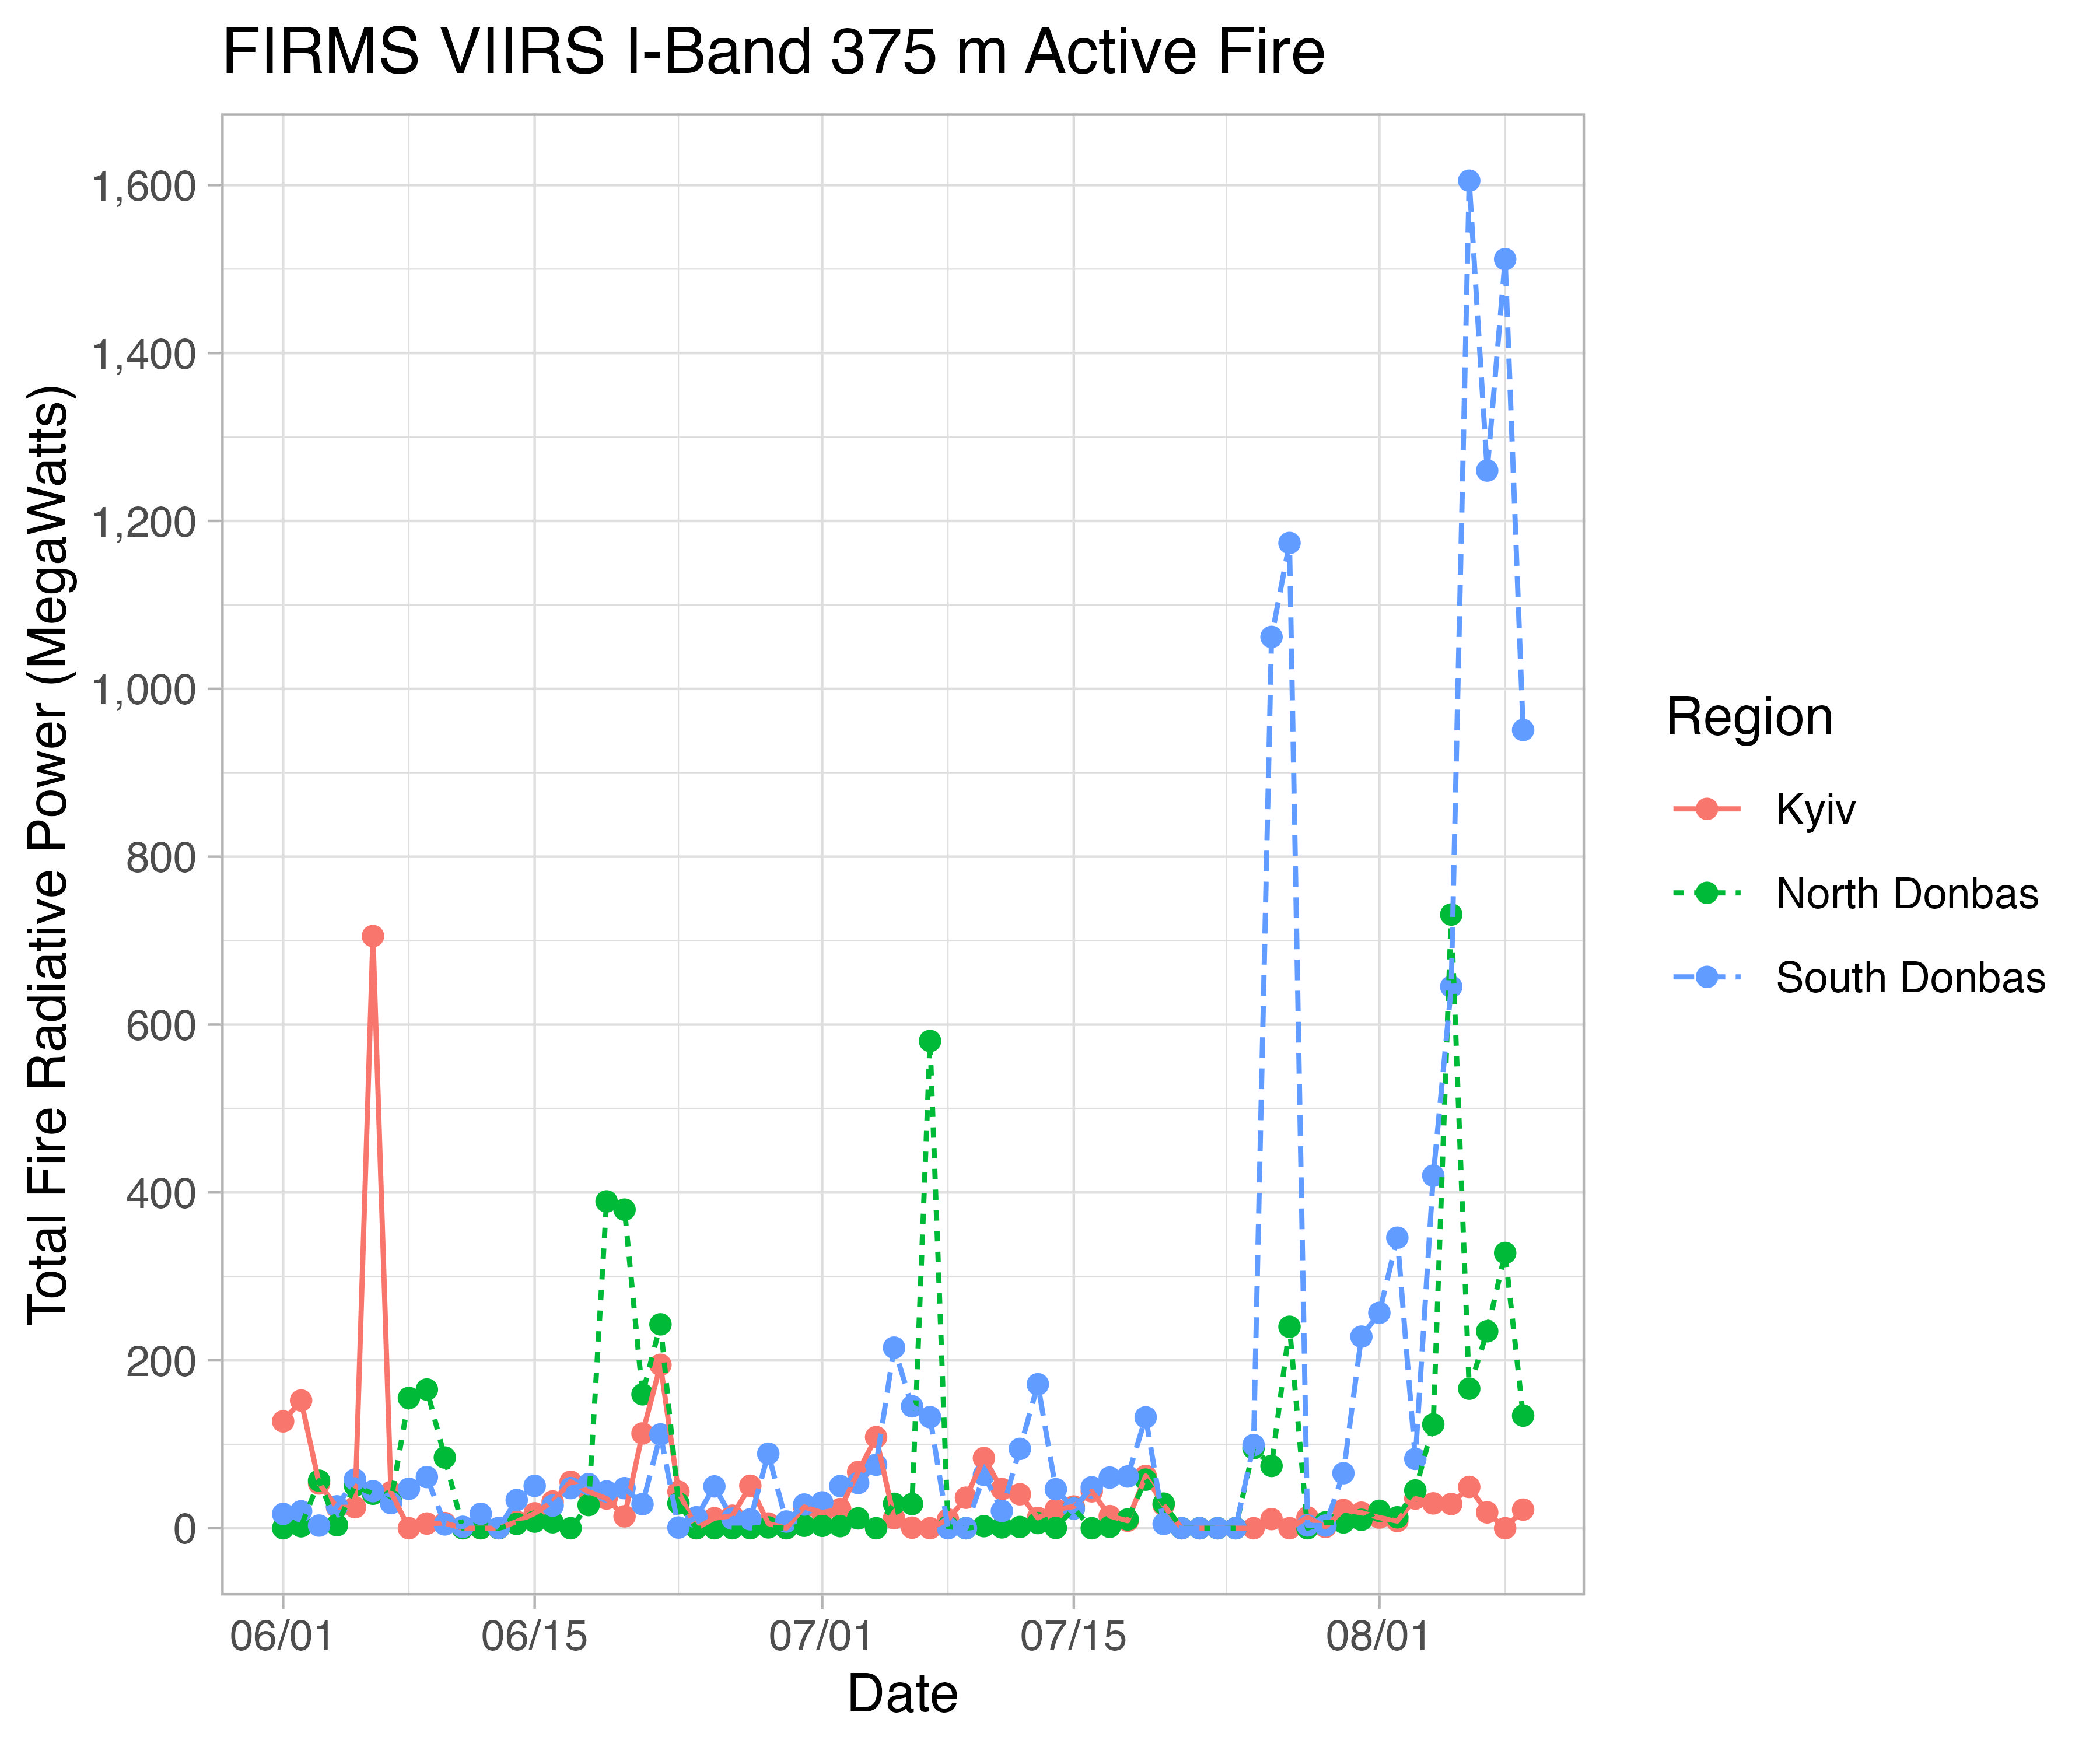 FIRMS VIIRS I-Band 375 m Active Fire
Total Fire Radiative Power (MegaWatts)
1,600
1,400
1,200
1,000
800
600
400
200
0
06/01 06/15 07/01 07/15 08/01
Date
Region
Kyiv
North Donbas
South Donbas